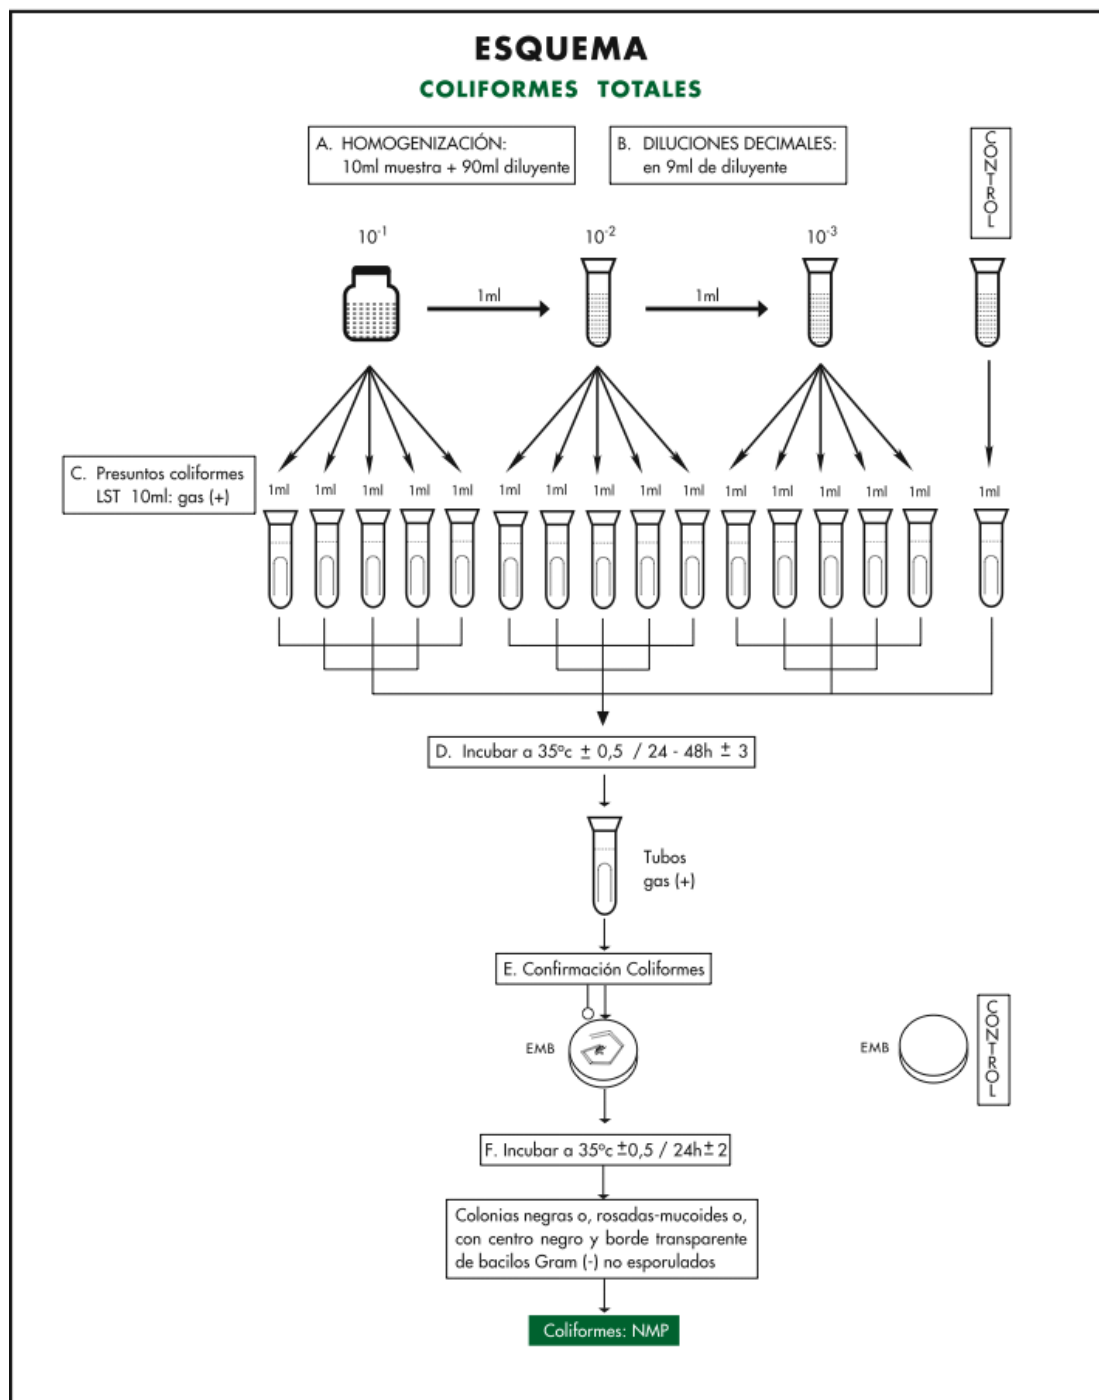 ESQUEMA
COLIFORMES TOTALES
A. HOMOGENIZACIÓN:
10ml muestra + 90ml diluyente
B. DILUCIONES DECIMALES:
en 9ml de diluyente
CONTROL
10⁻¹
10⁻²
10⁻³
1ml
1ml
C. Presuntos coliformes
LST 10ml: gas (+)
1ml 1ml 1ml 1ml 1ml 1ml 1ml 1ml 1ml 1ml 1ml 1ml 1ml 1ml 1ml 1ml
D. Incubar a 35ºc ± 0,5 / 24 - 48h ± 3
Tubos
gas (+)
E. Confirmación Coliformes
EMB
EMB
CONTROL
F. Incubar a 35ºc ±0,5 / 24h± 2
Colonias negras o, rosadas-mucoides o,
con centro negro y borde transparente
de bacilos Gram (-) no esporulados
Coliformes: NMP